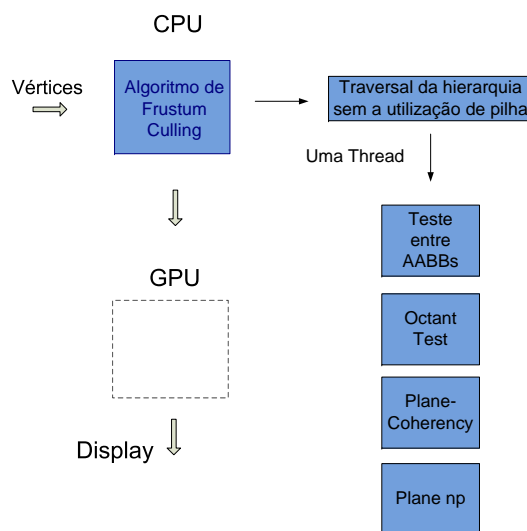 CPU
Vértices
Algoritmo de
Frustum
Culling
Traversal da hierarquia
sem a utilização de pilha
Uma Thread
Teste
entre
AABBs
GPU
Octant
Test
Plane-
Coherency
Display
Plane np